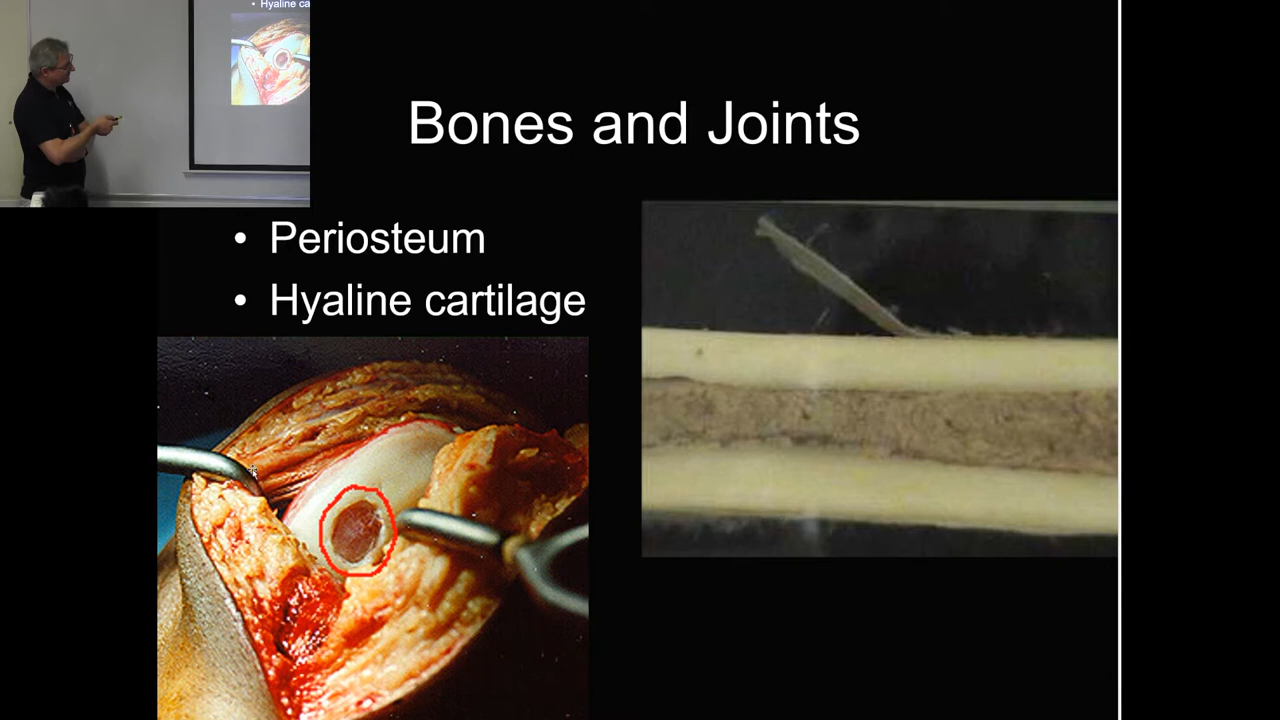 • Hyaline ca
Bones and Joints
• Periosteum
• Hyaline cartilage